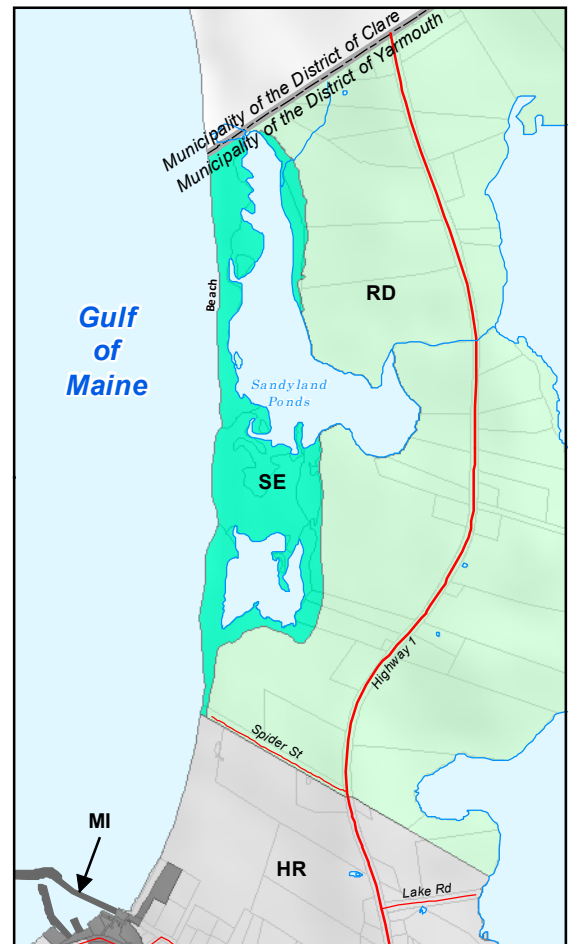 Municipality of the District of Clare
Municipality of the District of Yarmouth
RD
Beach
Gulf
of
Maine
Sandyland
Ponds
SE
Highway 1
Spider St
MI
HR
Lake Rd